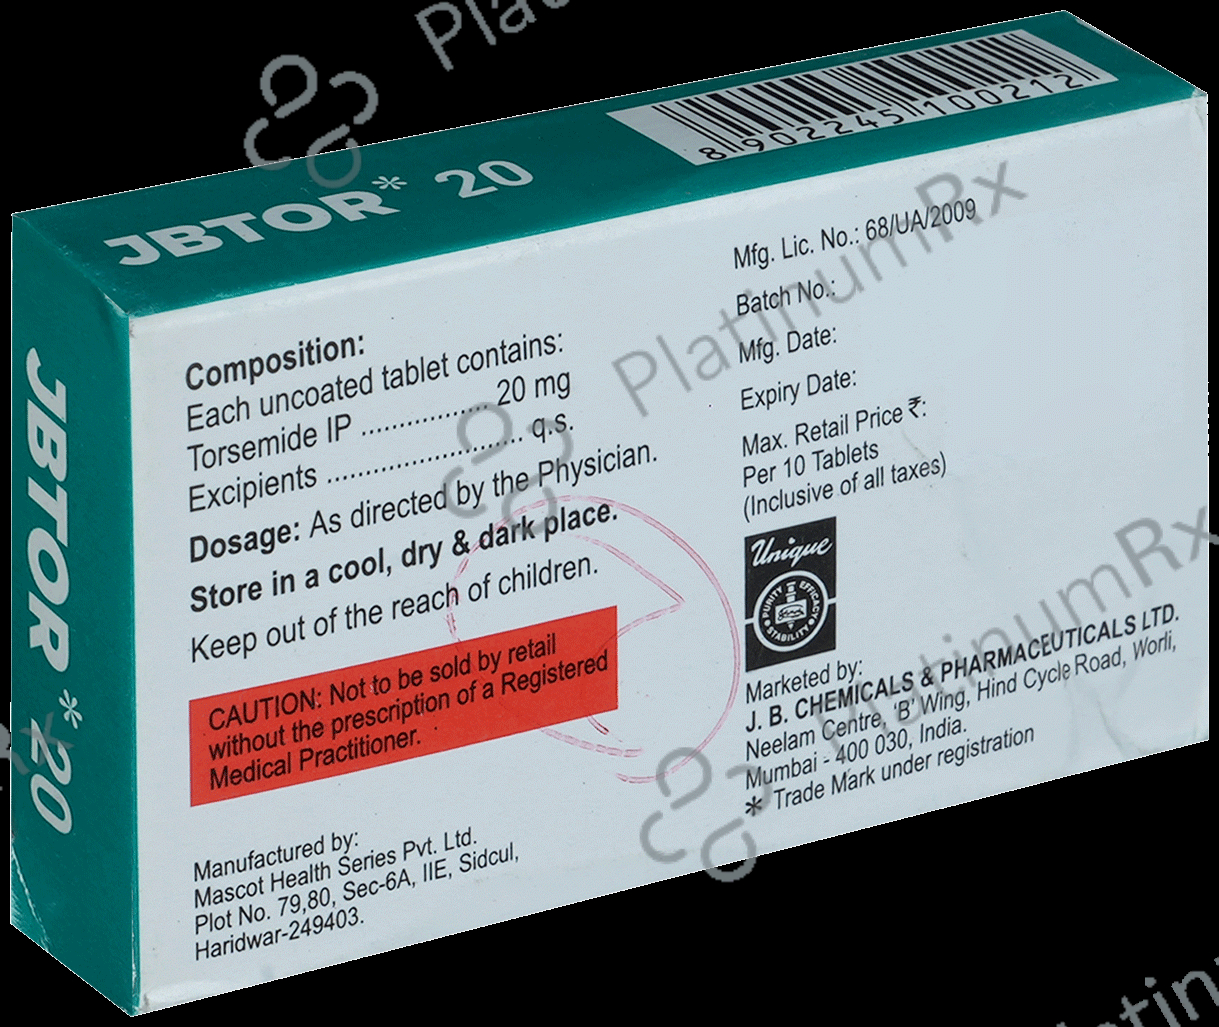 JBTOR* 20
8 902245 100212
JBTOR * 20
Composition:
Each uncoated tablet contains:
Torsemide IP ................. 20 mg
Excipients ......................... q.s.
Dosage: As directed by the Physician.
Store in a cool, dry & dark place.
Keep out of the reach of children.
CAUTION: Not to be sold by retail
without the prescription of a Registered
Medical Practitioner.
Manufactured by:
Mascot Health Series Pvt. Ltd.
Plot No. 79,80, Sec-6A, IIE, Sidcul,
Haridwar-249403.
Mfg. Lic. No.: 68/UA/2009
Batch No.:
Mfg. Date:
Expiry Date:
Max. Retail Price ₹:
Per 10 Tablets
(Inclusive of all taxes)
Unique
PURITY EFFICACY
STABILITY
Marketed by:
J. B. CHEMICALS & PHARMACEUTICALS LTD.
Neelam Centre, 'B' Wing, Hind Cycle Road, Worli,
Mumbai - 400 030, India.
* Trade Mark under registration
PlatinumRx
PlatinumRx